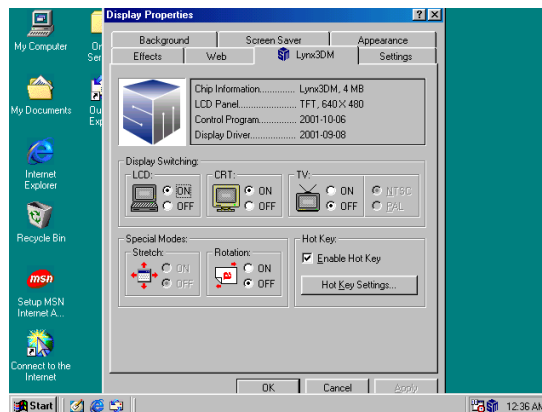 Display Properties
Background
Screen Saver
Appearance
Effects
Web
Lynx3DM
Settings
Chip Information............. Lynx3DM, 4 MB
LCD Panel...................... TFT, 640×480
Control Program............. 2001-10-06
Display Driver................. 2001-09-08
Display Switching:
LCD:
ON
OFF
CRT:
ON
OFF
TV:
ON
OFF
NTSC
PAL
Special Modes:
Stretch:
ON
OFF
Rotation:
ON
OFF
Hot Key:
Enable Hot Key
Hot Key Settings...
OK
Cancel
Apply
My Computer
My Documents
Internet
Explorer
Recycle Bin
msn
Setup MSN
Internet A...
Connect to the
Internet
Start
12:36 AM